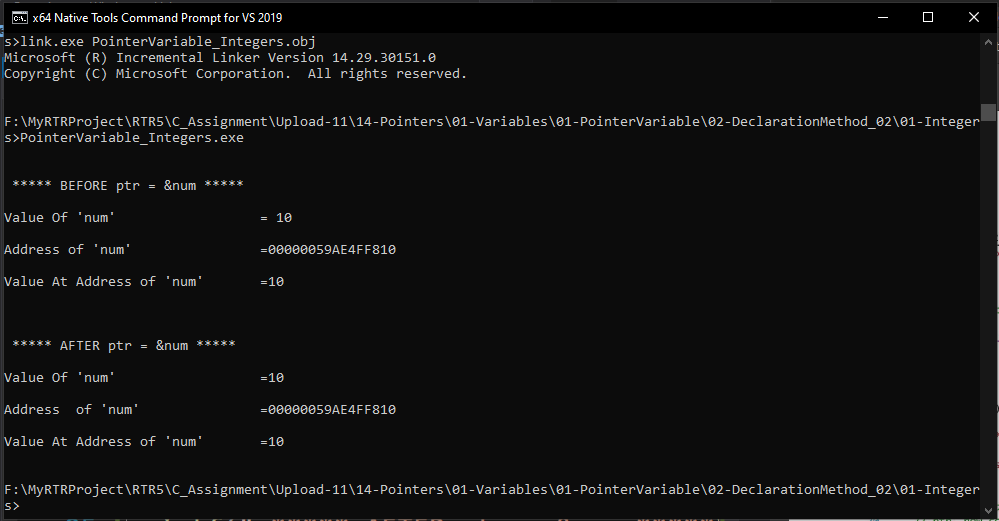 x64 Native Tools Command Prompt for VS 2019
s>link.exe PointerVariable_Integers.obj
Microsoft (R) Incremental Linker Version 14.29.30151.0
Copyright (C) Microsoft Corporation.  All rights reserved.
F:\MyRTRProject\RTR5\C_Assignment\Upload-11\14-Pointers\01-Variables\01-PointerVariable\02-DeclarationMethod_02\01-Integer
s>PointerVariable_Integers.exe
***** BEFORE ptr = &num *****
Value Of 'num'                  = 10
Address of 'num'                =00000059AE4FF810
Value At Address of 'num'       =10
***** AFTER ptr = &num *****
Value Of 'num'                  =10
Address  of 'num'               =00000059AE4FF810
Value At Address of 'num'       =10
F:\MyRTRProject\RTR5\C_Assignment\Upload-11\14-Pointers\01-Variables\01-PointerVariable\02-DeclarationMethod_02\01-Integer
s>